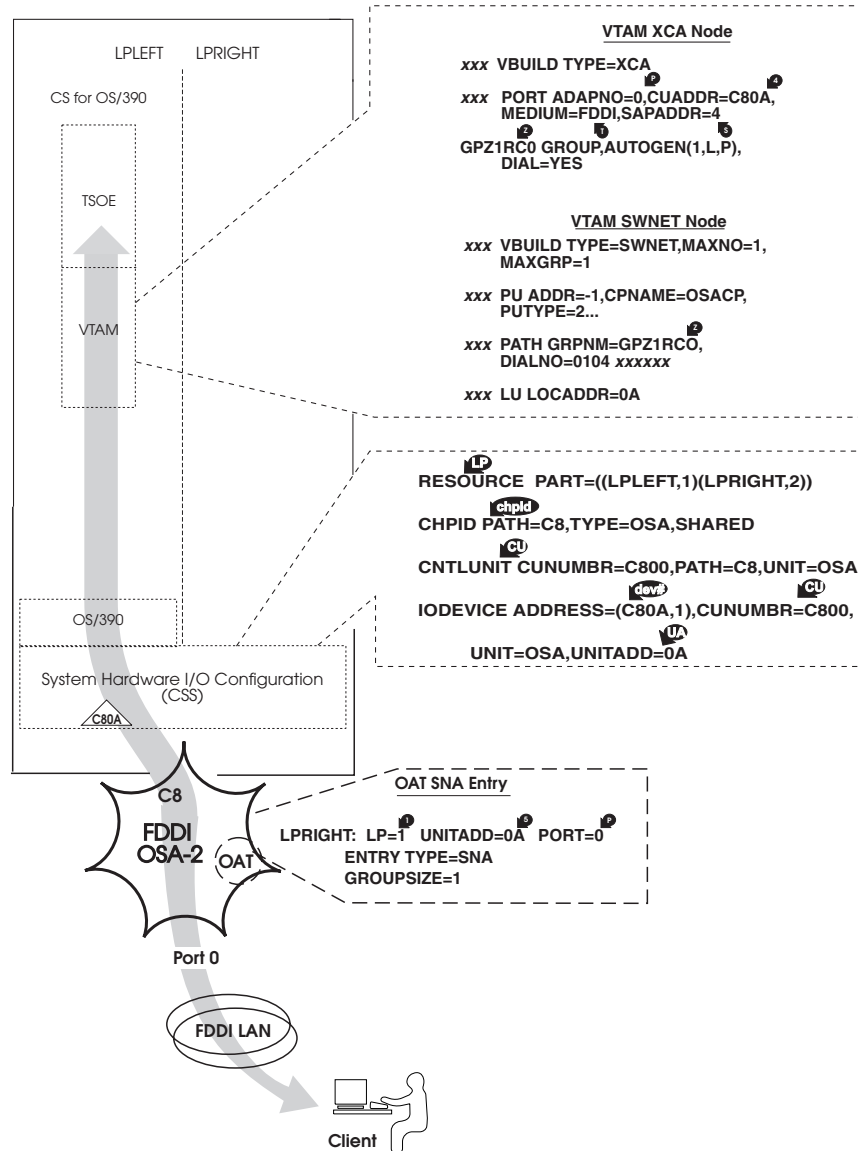 LPLEFT LPRIGHT
CS for OS/390
TSOE
VTAM
OS/390
System Hardware I/O Configuration
(CSS)
C80A
VTAM XCA Node
xxx VBUILD TYPE=XCA
P 4
xxx PORT ADAPNO=0,CUADDR=C80A,
MEDIUM=FDDI,SAPADDR=4
Z T S
GPZ1RC0 GROUP,AUTOGEN(1,L,P),
DIAL=YES
VTAM SWNET Node
xxx VBUILD TYPE=SWNET,MAXNO=1,
MAXGRP=1
xxx PU ADDR=-1,CPNAME=OSACP,
PUTYPE=2...
Z
xxx PATH GRPNM=GPZ1RCO,
DIALNO=0104 xxxxxx
xxx LU LOCADDR=0A
LP
RESOURCE PART=((LPLEFT,1)(LPRIGHT,2))
chpid
CHPID PATH=C8,TYPE=OSA,SHARED
CU
CNTLUNIT CUNUMBR=C800,PATH=C8,UNIT=OSA
dev# CU
IODEVICE ADDRESS=(C80A,1),CUNUMBR=C800,
UA
UNIT=OSA,UNITADD=0A
OAT SNA Entry
1 5 P
LPRIGHT: LP=1 UNITADD=0A PORT=0
ENTRY TYPE=SNA
GROUPSIZE=1
C8
FDDI
OSA-2
OAT
Port 0
FDDI LAN
Client